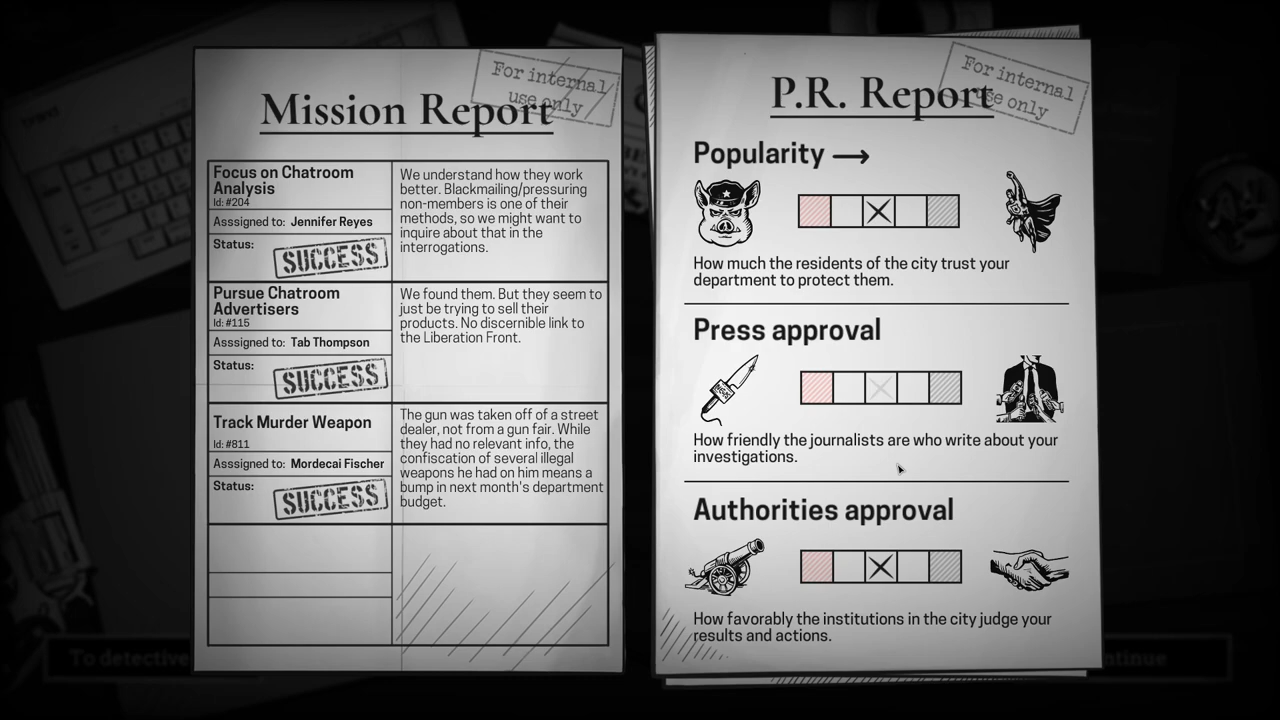 For internal
use only
Mission Report
Focus on Chatroom
Analysis
Id: #204
Asssigned to: Jennifer Reyes
Status:
SUCCESS
We understand how they work
better. Blackmailing/pressuring
non-members is one of their
methods, so we might want to
inquire about that in the
interrogations.
Pursue Chatroom
Advertisers
Id: #115
Asssigned to: Tab Thompson
Status:
SUCCESS
We found them. But they seem to
just be trying to sell their
products. No discernible link to
the Liberation Front.
Track Murder Weapon
Id: #811
Asssigned to: Mordecai Fischer
Status:
SUCCESS
The gun was taken off of a street
dealer, not from a gun fair. While
they had no relevant info, the
confiscation of several illegal
weapons he had on him means a
bump in next month's department
budget.
To detective
For internal
use only
P.R. Report
Popularity
How much the residents of the city trust your
department to protect them.
Press approval
NEWS
How friendly the journalists are who write about your
investigations.
Authorities approval
How favorably the institutions in the city judge your
results and actions.